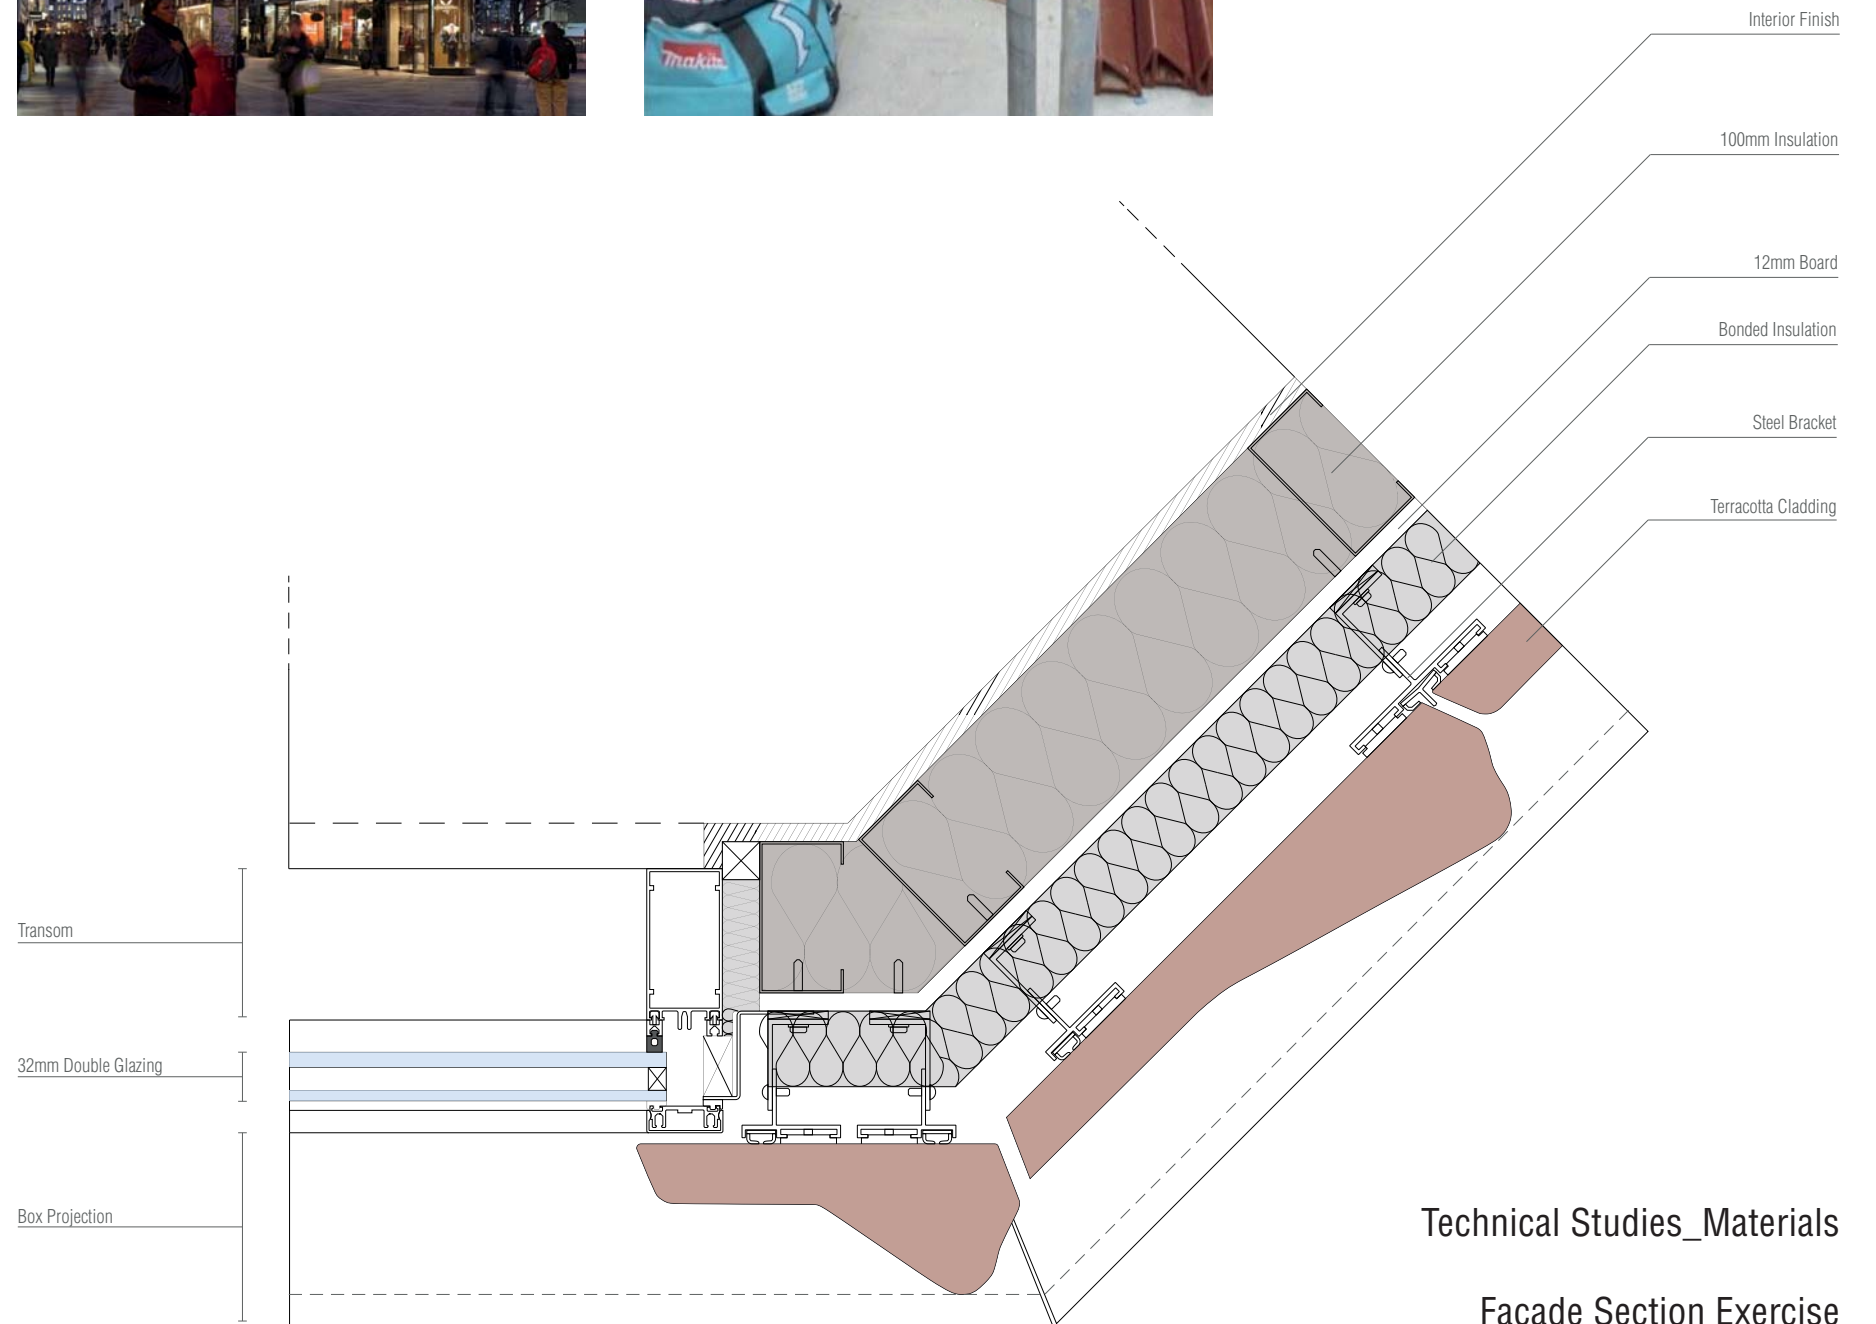 makita
Interior Finish
100mm Insulation
12mm Board
Bonded Insulation
Steel Bracket
Terracotta Cladding
Transom
32mm Double Glazing
Box Projection
Technical Studies_Materials
Facade Section Exercise